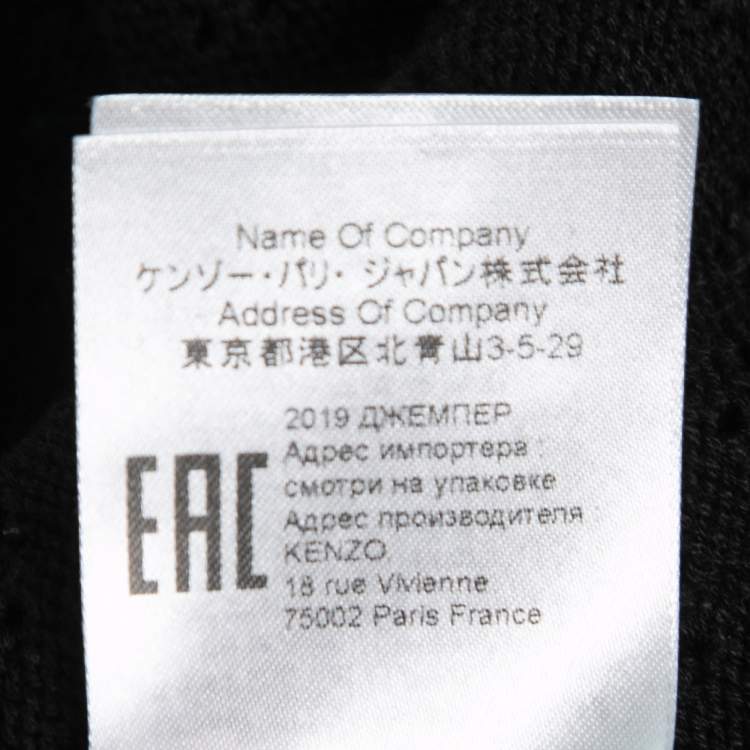 Name Of Company
ケンゾー・パリ・ジャパン株式会社
Address Of Company
東京都港区北青山3-5-29
EAC
2019 ДЖЕМПЕР
Адрес импортера :
смотри на упаковке
Адрес производителя :
KENZO
18 rue Vivienne
75002 Paris France